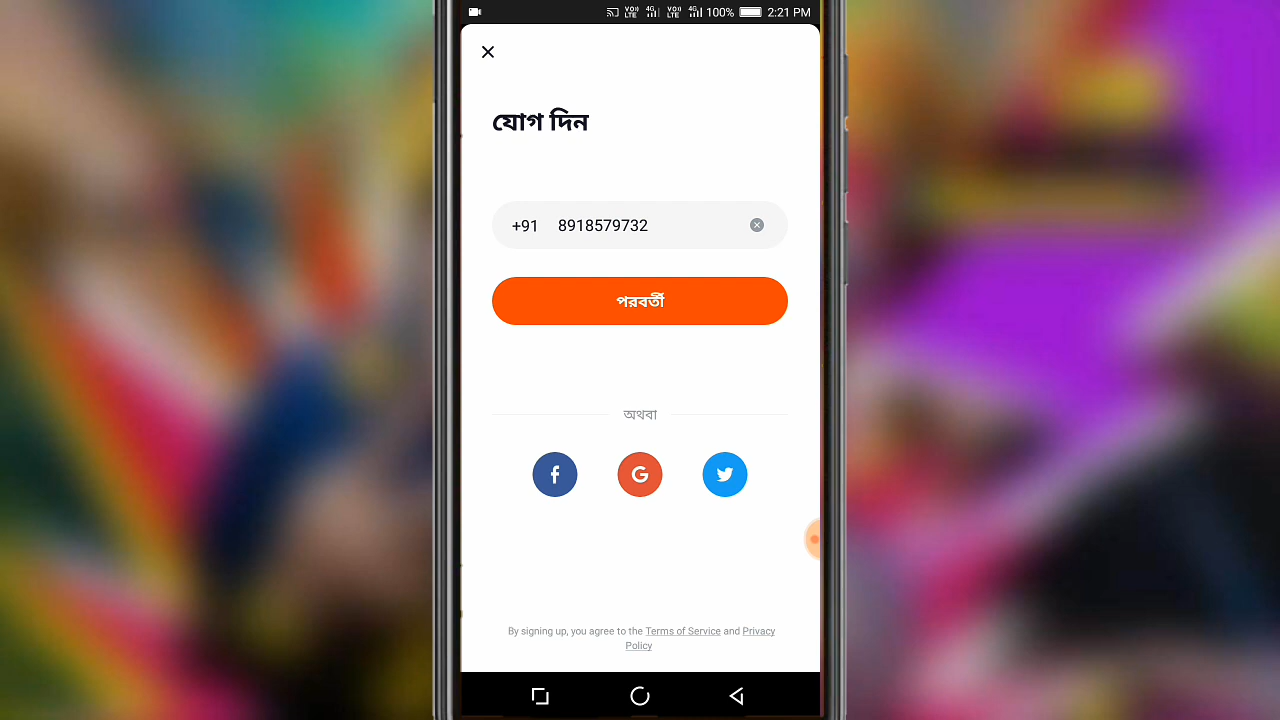 100% 2:21 PM
যোগ দিন
+91 8918579732
পরবর্তী
অথবা
By signing up, you agree to the Terms of Service and Privacy
Policy